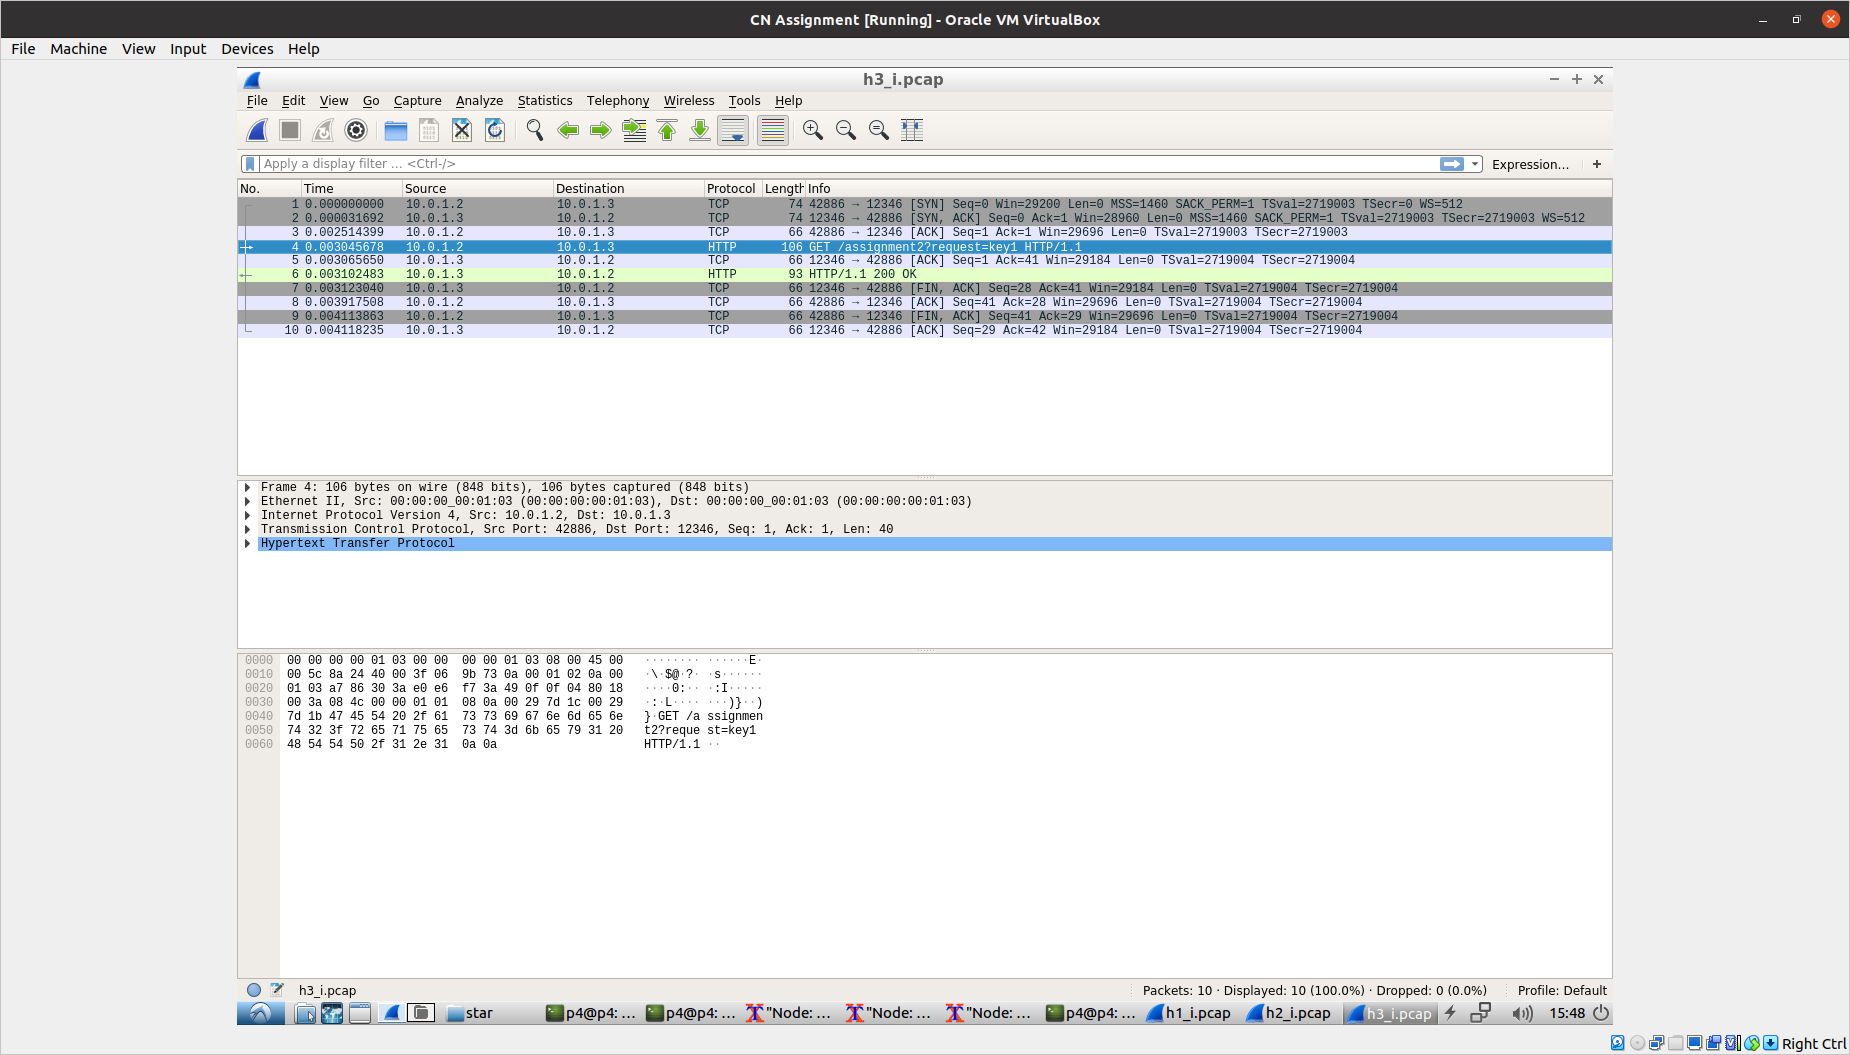 CN Assignment [Running] - Oracle VM VirtualBox
File Machine View Input Devices Help
h3_i.pcap
File Edit View Go Capture Analyze Statistics Telephony Wireless Tools Help
Apply a display filter ... <Ctrl-/> Expression... +
No. Time Source Destination Protocol Length Info
1 0.000000000 10.0.1.2 10.0.1.3 TCP 74 42886 → 12346 [SYN] Seq=0 Win=29200 Len=0 MSS=1460 SACK_PERM=1 TSval=2719003 TSecr=0 WS=512
2 0.000031692 10.0.1.3 10.0.1.2 TCP 74 12346 → 42886 [SYN, ACK] Seq=0 Ack=1 Win=28960 Len=0 MSS=1460 SACK_PERM=1 TSval=2719003 TSecr=2719003 WS=512
3 0.002514399 10.0.1.2 10.0.1.3 TCP 66 42886 → 12346 [ACK] Seq=1 Ack=1 Win=29696 Len=0 TSval=2719003 TSecr=2719003
4 0.003045678 10.0.1.2 10.0.1.3 HTTP 106 GET /assignment2?request=key1 HTTP/1.1
5 0.003065650 10.0.1.3 10.0.1.2 TCP 66 12346 → 42886 [ACK] Seq=1 Ack=41 Win=29184 Len=0 TSval=2719004 TSecr=2719004
6 0.003102483 10.0.1.3 10.0.1.2 HTTP 93 HTTP/1.1 200 OK
7 0.003123040 10.0.1.3 10.0.1.2 TCP 66 12346 → 42886 [FIN, ACK] Seq=28 Ack=41 Win=29184 Len=0 TSval=2719004 TSecr=2719004
8 0.003917508 10.0.1.2 10.0.1.3 TCP 66 42886 → 12346 [ACK] Seq=41 Ack=28 Win=29696 Len=0 TSval=2719004 TSecr=2719004
9 0.004113863 10.0.1.2 10.0.1.3 TCP 66 42886 → 12346 [FIN, ACK] Seq=41 Ack=29 Win=29696 Len=0 TSval=2719004 TSecr=2719004
10 0.004118235 10.0.1.3 10.0.1.2 TCP 66 12346 → 42886 [ACK] Seq=29 Ack=42 Win=29184 Len=0 TSval=2719004 TSecr=2719004
Frame 4: 106 bytes on wire (848 bits), 106 bytes captured (848 bits)
Ethernet II, Src: 00:00:00_00:01:03 (00:00:00:00:01:03), Dst: 00:00:00_00:01:03 (00:00:00:00:01:03)
Internet Protocol Version 4, Src: 10.0.1.2, Dst: 10.0.1.3
Transmission Control Protocol, Src Port: 42886, Dst Port: 12346, Seq: 1, Ack: 1, Len: 40
Hypertext Transfer Protocol
0000 00 00 00 00 01 03 00 00 00 00 01 03 08 00 45 00 ········ ······E·
0010 00 5c 8a 24 40 00 3f 06 9b 73 0a 00 01 02 0a 00 ·\·$@·?· ·s······
0020 01 03 a7 86 30 3a e0 e6 f7 3a 49 0f 0f 04 80 18 ····0:·· ·:I·····
0030 00 3a 08 4c 00 00 01 01 08 0a 00 29 7d 1c 00 29 ·:·L···· ···)}··)
0040 7d 1b 47 45 54 20 2f 61 73 73 69 67 6e 6d 65 6e }·GET /a ssignmen
0050 74 32 3f 72 65 71 75 65 73 74 3d 6b 65 79 31 20 t2?reque st=key1
0060 48 54 54 50 2f 31 2e 31 0a 0a HTTP/1.1 ··
h3_i.pcap Packets: 10 · Displayed: 10 (100.0%) · Dropped: 0 (0.0%) Profile: Default
star p4@p4: ... p4@p4: ... "Node: ... "Node: ... "Node: ... p4@p4: ... h1_i.pcap h2_i.pcap h3_i.pcap 15:48
Right Ctrl